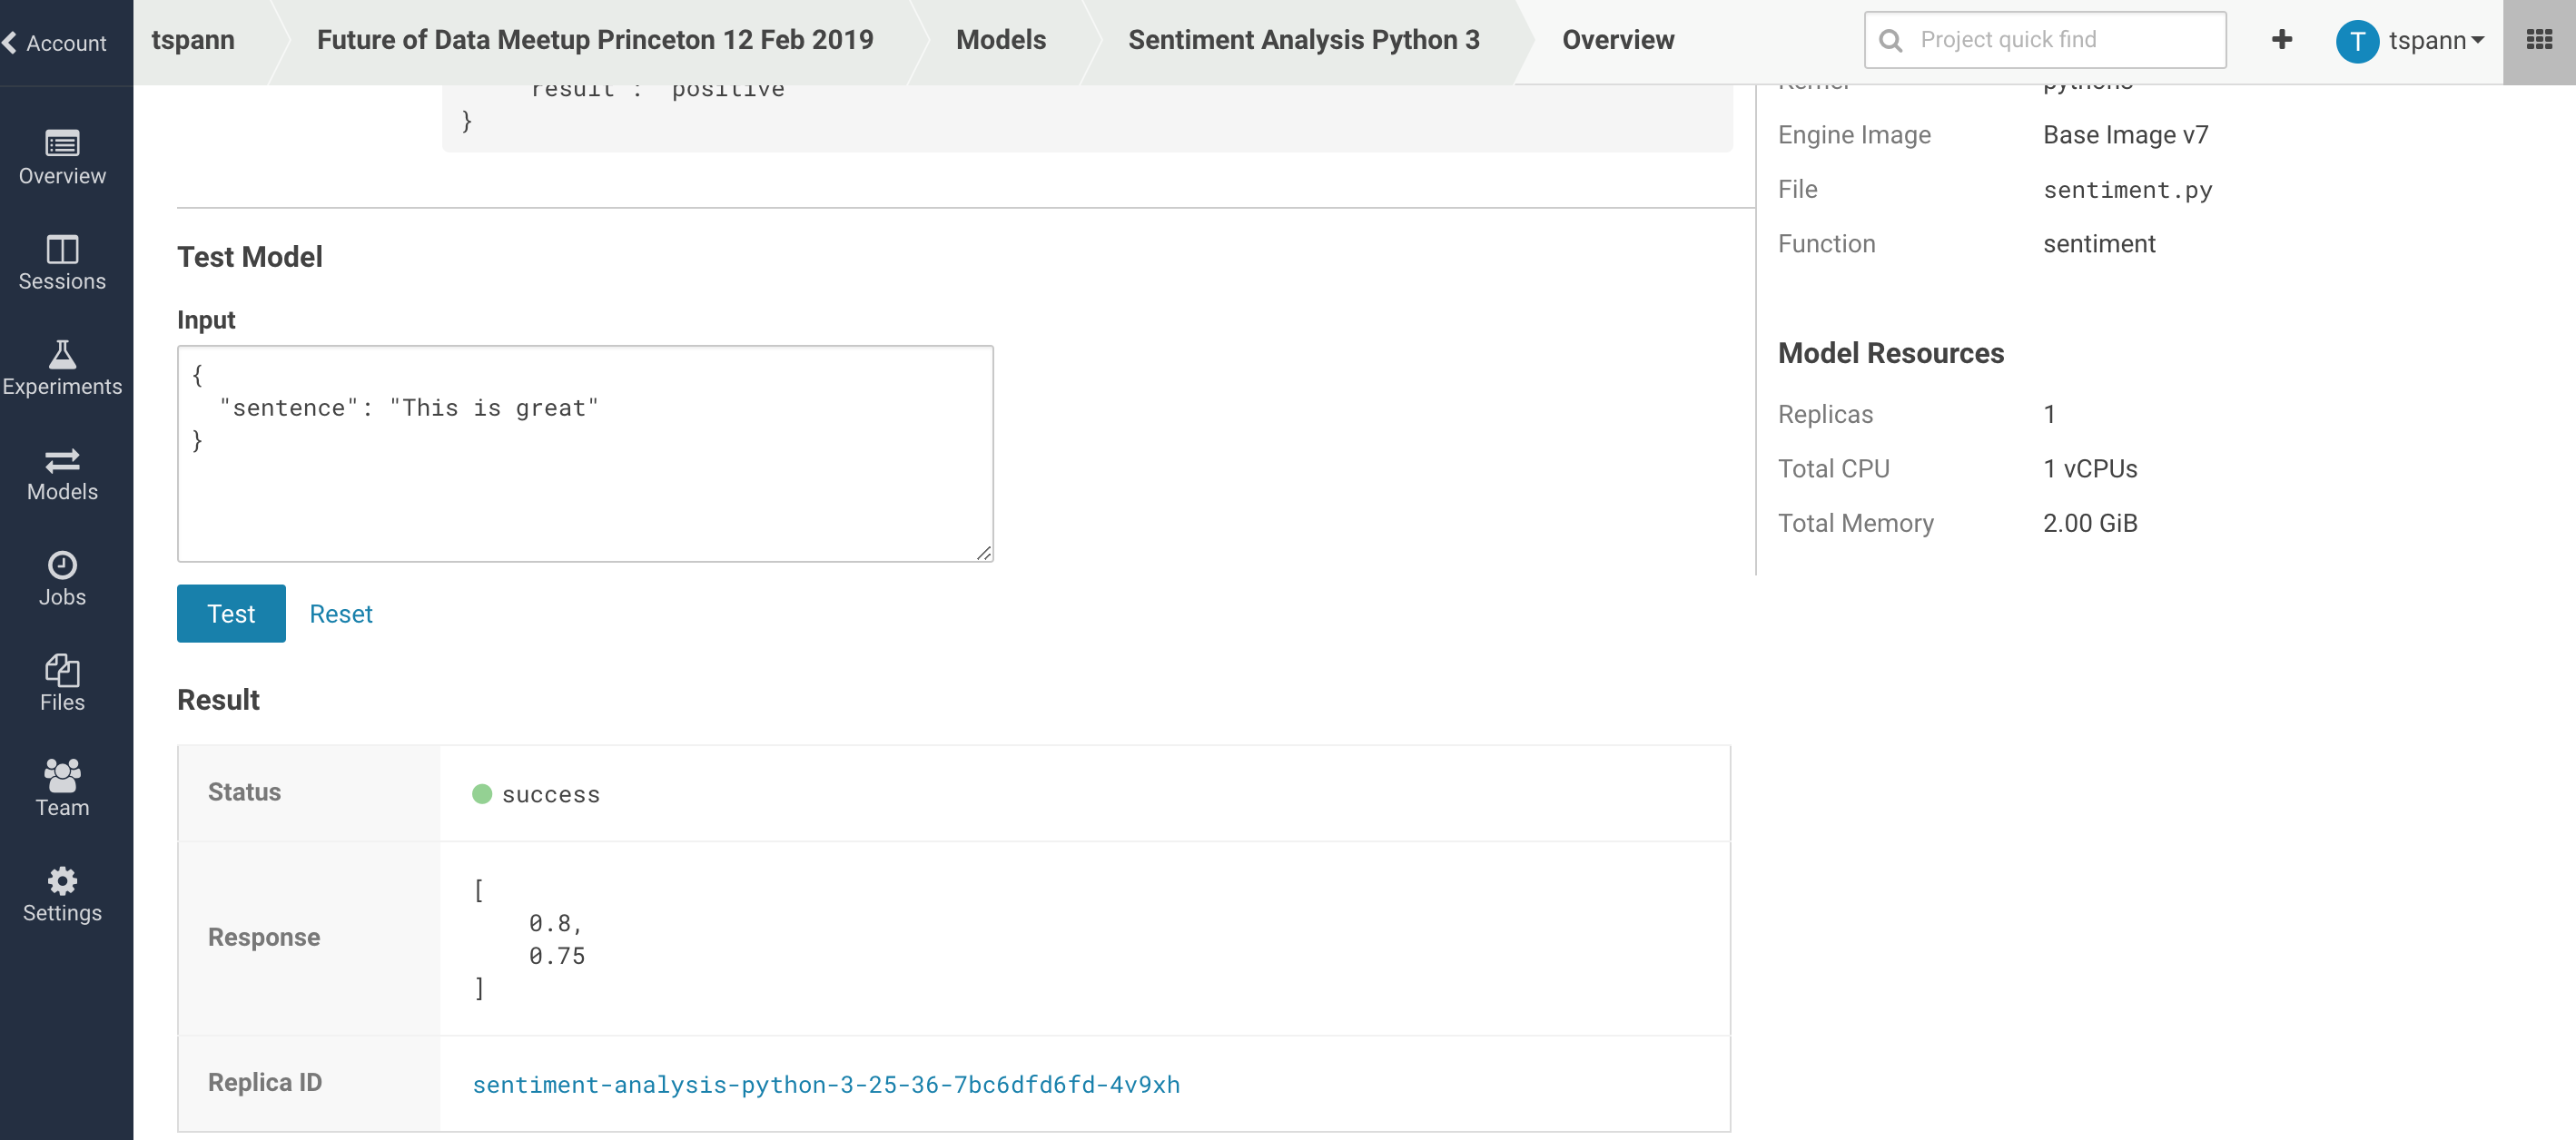 Account
tspann
Future of Data Meetup Princeton 12 Feb 2019
Models
Sentiment Analysis Python 3
Overview
Project quick find
+
T
tspann
Overview
Sessions
Experiments
Models
Jobs
Files
Team
Settings
result : positive
}
Test Model
Input
{
"sentence": "This is great"
}
Test
Reset
Result
Status
success
Response
[
0.8,
0.75
]
Replica ID
sentiment-analysis-python-3-25-36-7bc6dfd6fd-4v9xh
Engine Image
Base Image v7
File
sentiment.py
Function
sentiment
Model Resources
Replicas
1
Total CPU
1 vCPUs
Total Memory
2.00 GiB